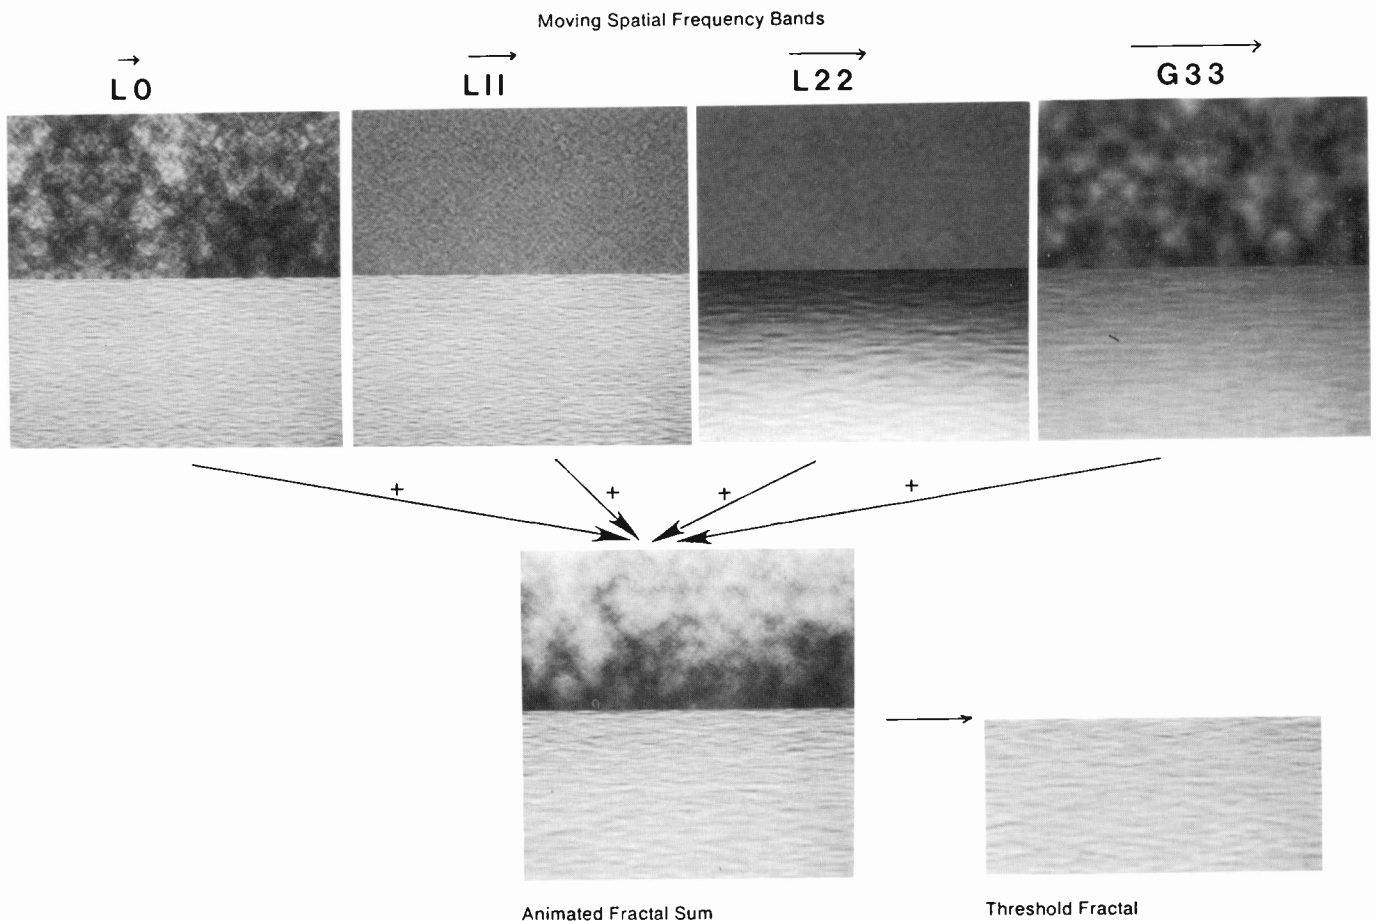 Moving Spatial Frequency Bands
L0
L11
L22
G33
+
+
+
+
Animated Fractal Sum
Threshold Fractal